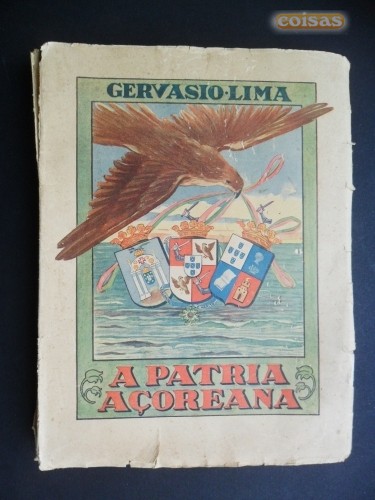 coisas
GERVASIO·LIMA
A PATRIA
AÇOREANA